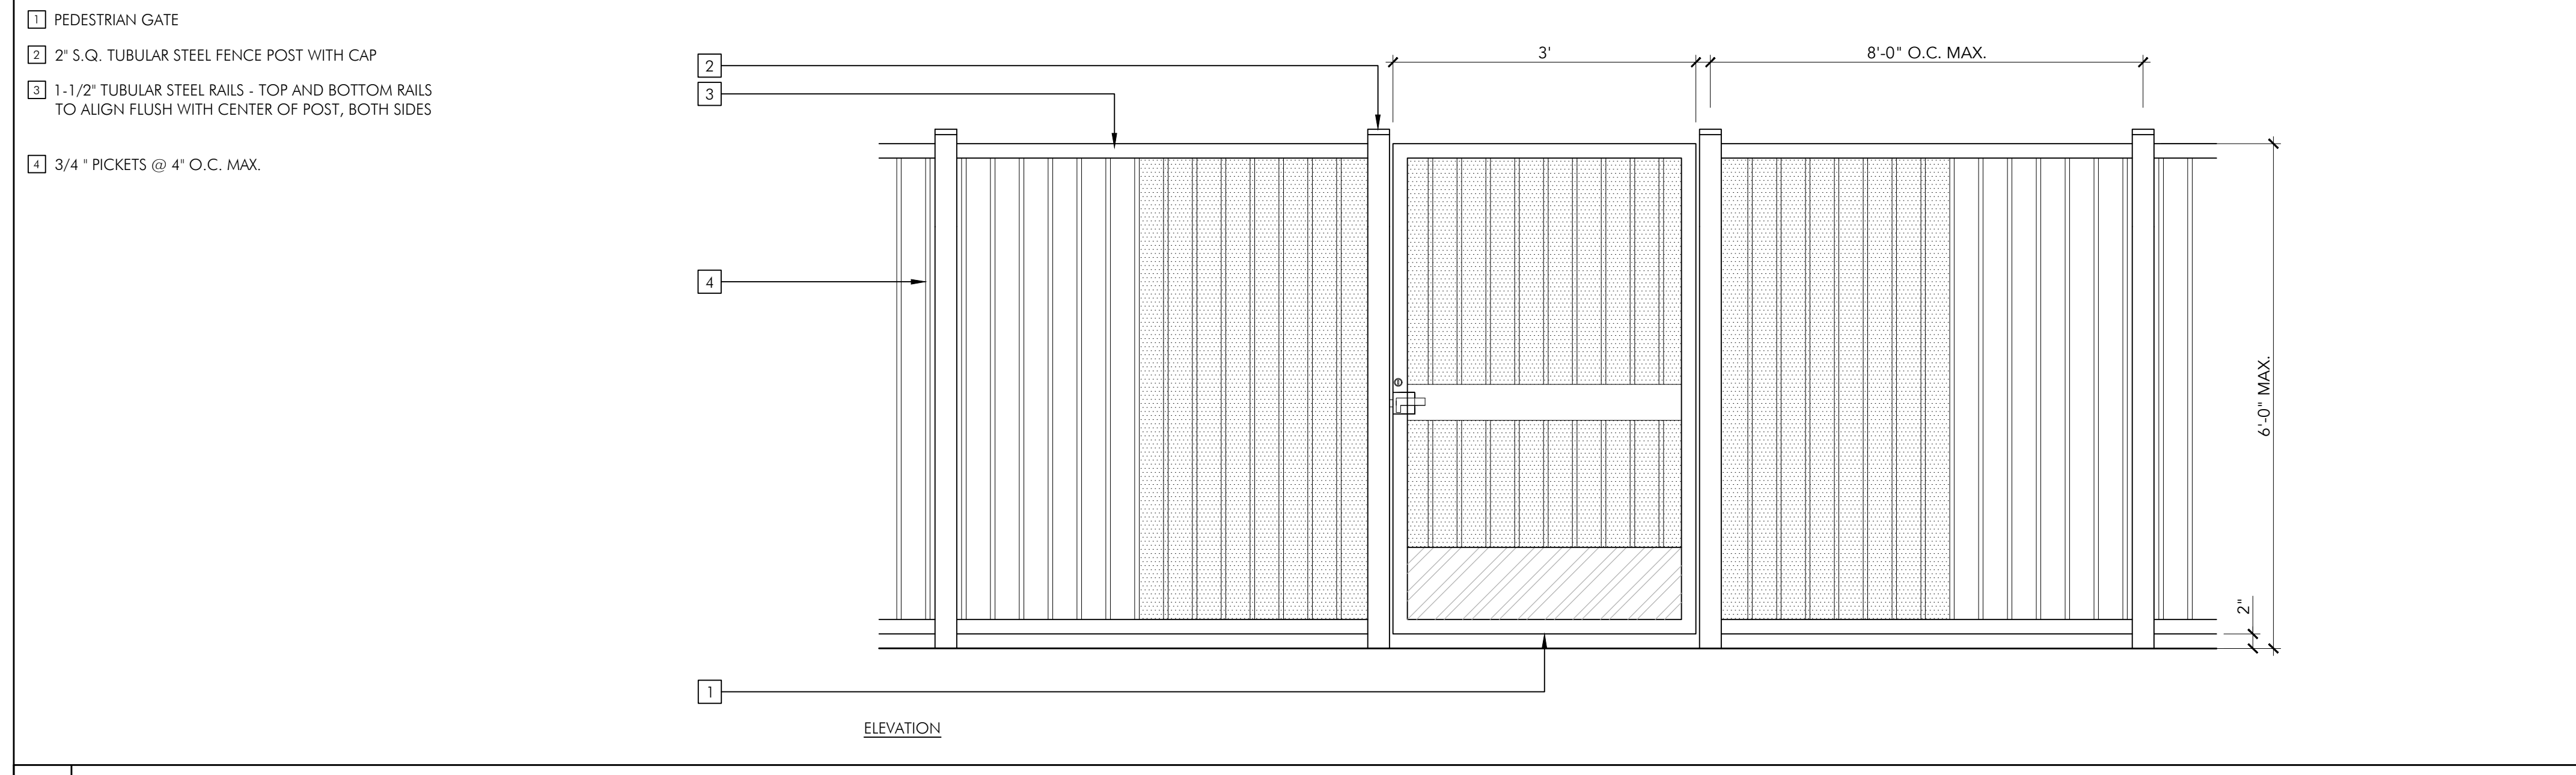 1 PEDESTRIAN GATE
2 2" S.Q. TUBULAR STEEL FENCE POST WITH CAP
3 1-1/2" TUBULAR STEEL RAILS - TOP AND BOTTOM RAILS
TO ALIGN FLUSH WITH CENTER OF POST, BOTH SIDES
4 3/4 " PICKETS @ 4" O.C. MAX.
2
3
4
1
3'
8'-0" O.C. MAX.
6'-0" MAX.
2"
ELEVATION